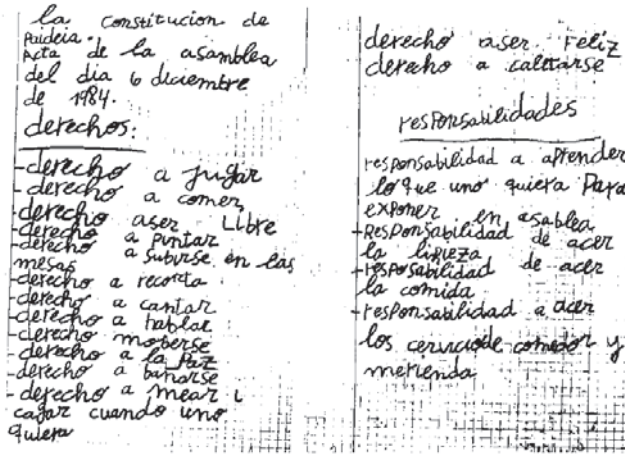 la constitucion de
Paideia.
Acta de la asamblea
del dia 6 diciembre
de 1984.
derechos:
-derecho a jugar
-derecho a comer
-derecho aser Libre
-derecho a pintar
-derecho a subirse en las
mesas
-derecho a recorta
-derecho a cantar
-derecho a hablar
-derecho moberse
-derecho a la Paz
-derecho a bañarse
-derecho a mear i
cagar cuando uno
quiera
derecho aser Feliz
derecho a calltarse
responsabilidades
responsabilidad a aprender
lo que uno quiera Para
exponer en asablea
-Responsabilidad de acer
la lipieza
-resposabilidad de acer
la comida
-responsabilidad a acer
los cerviciode comedor y
merienda